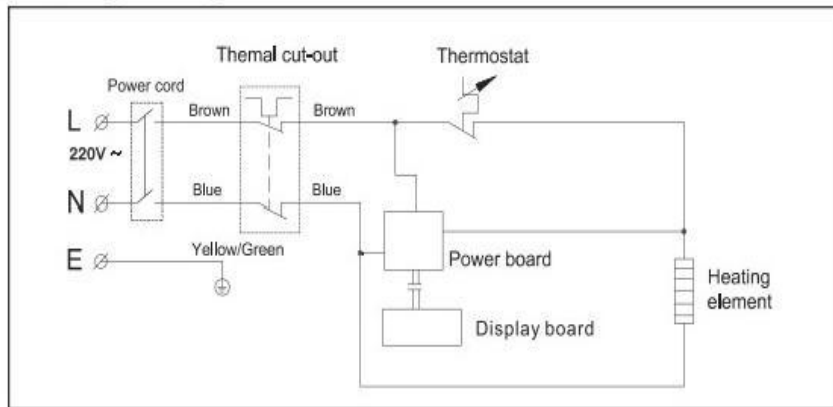 Themal cut-out
Thermostat
Power cord
L
Brown
Brown
220V ~
N
Blue
Blue
E
Yellow/Green
Power board
Heating
element
Display board